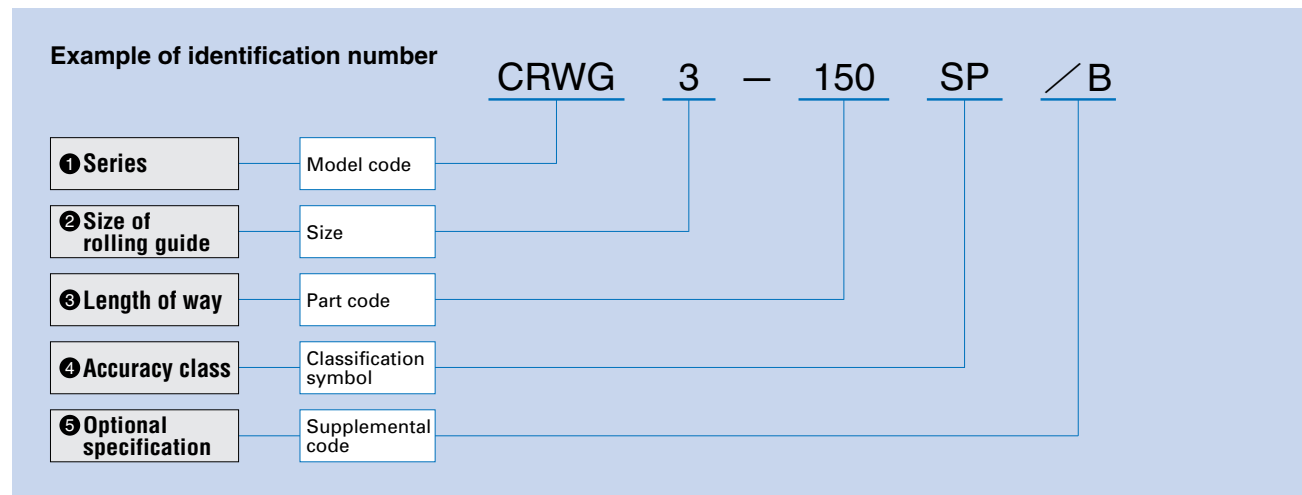 Example of identification number
CRWG 3 — 150 SP ／B
❶Series
Model code
❷Size of
rolling guide
Size
❸Length of way
Part code
❹Accuracy class
Classification
symbol
❺Optional
specification
Supplemental
code